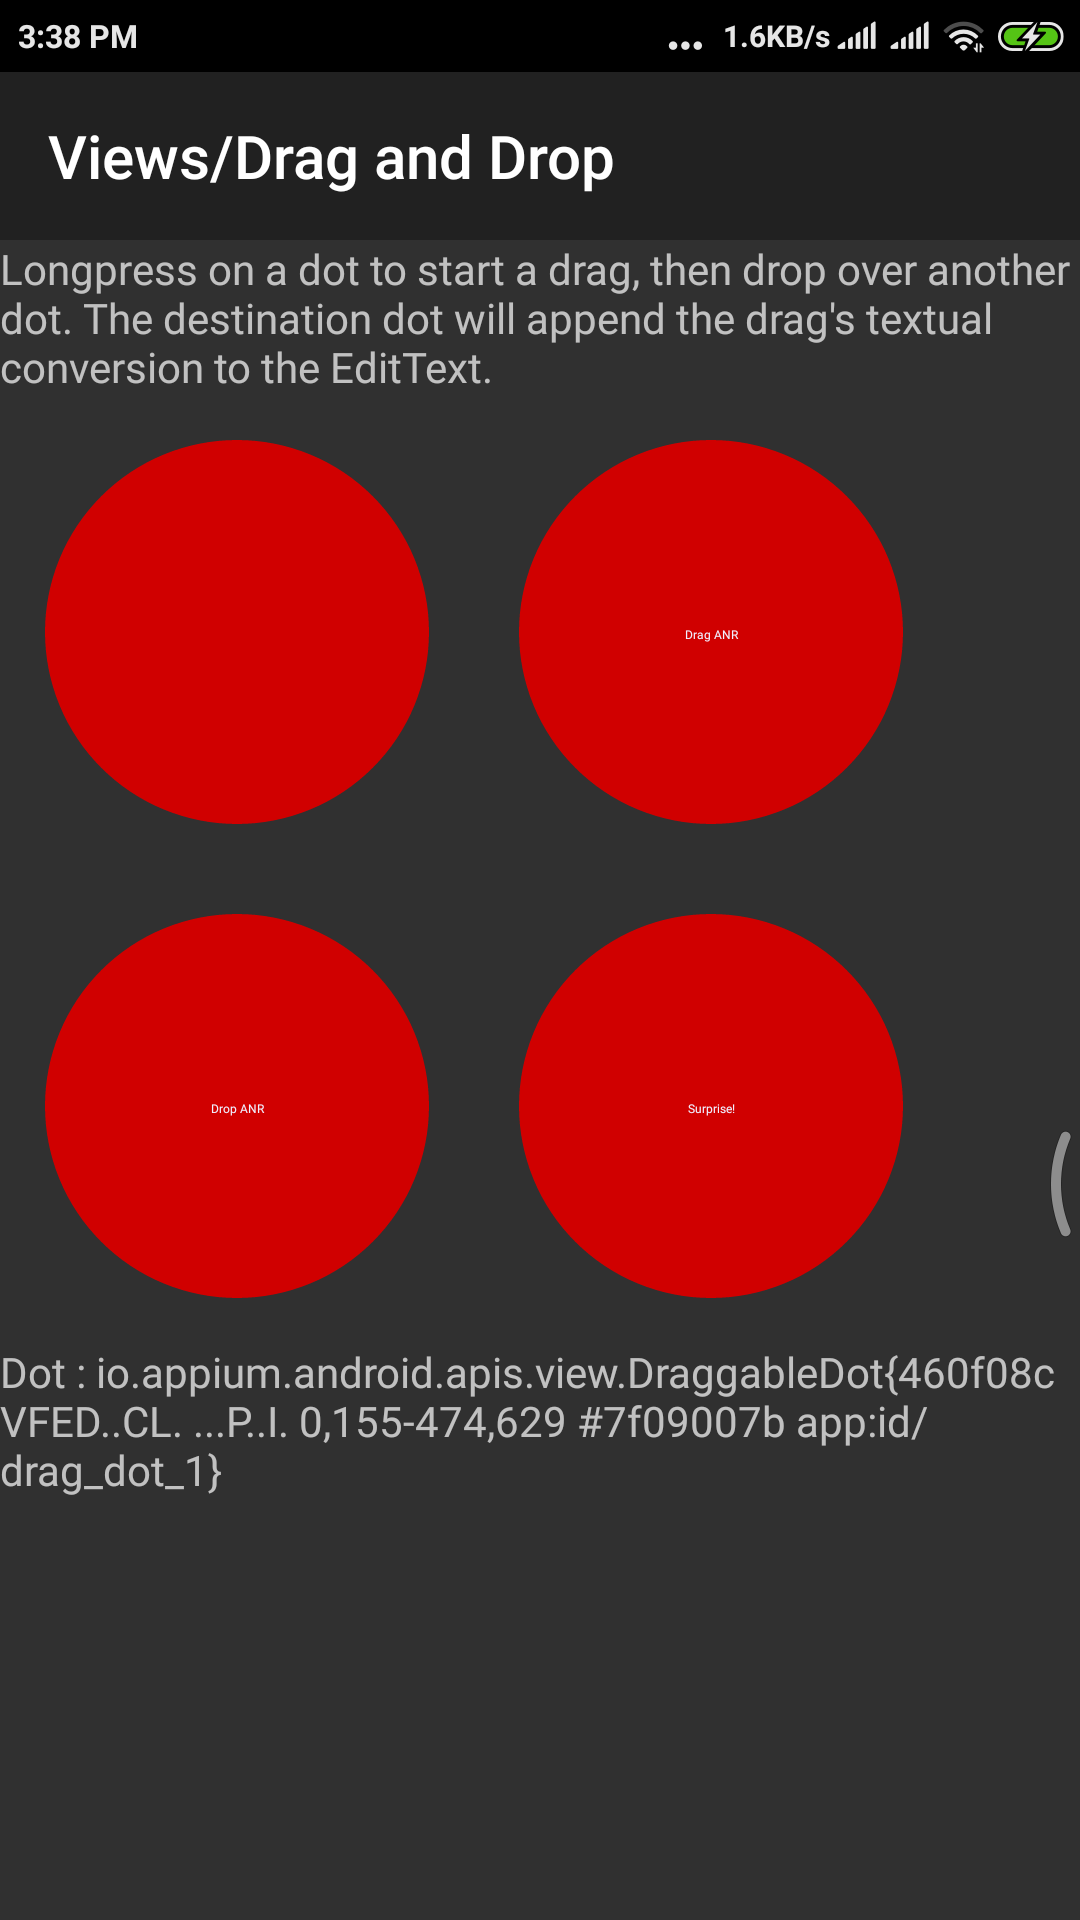 3:38 PM
... 1.6KB/s
Views/Drag and Drop
Longpress on a dot to start a drag, then drop over another
dot. The destination dot will append the drag's textual
conversion to the EditText.
Drag ANR
Drop ANR
Surprise!
Dot : io.appium.android.apis.view.DraggableDot{460f08c
VFED..CL. ...P..I. 0,155-474,629 #7f09007b app:id/
drag_dot_1}